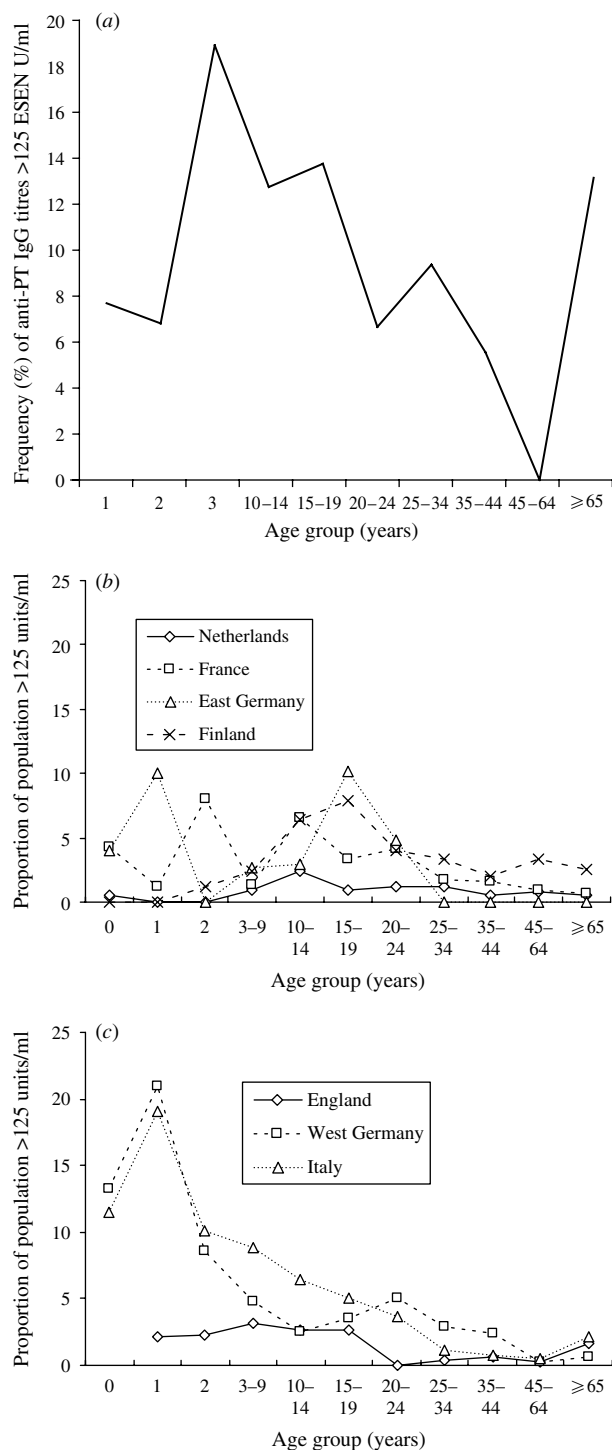 (a)
Frequency (%) of anti-PT IgG titres >125 ESEN U/ml
20
18
16
14
12
10
8
6
4
2
0
1 2 3 10–14 15–19 20–24 25–34 35–44 45–64 ⩾65
Age group (years)
(b)
Proportion of population >125 units/ml
25
20
15
10
5
0
Netherlands
France
East Germany
Finland
0 1 2 3–9 10–14 15–19 20–24 25–34 35–44 45–64 ⩾65
Age group (years)
(c)
Proportion of population >125 units/ml
25
20
15
10
5
0
England
West Germany
Italy
0 1 2 3–9 10–14 15–19 20–24 25–34 35–44 45–64 ⩾65
Age group (years)